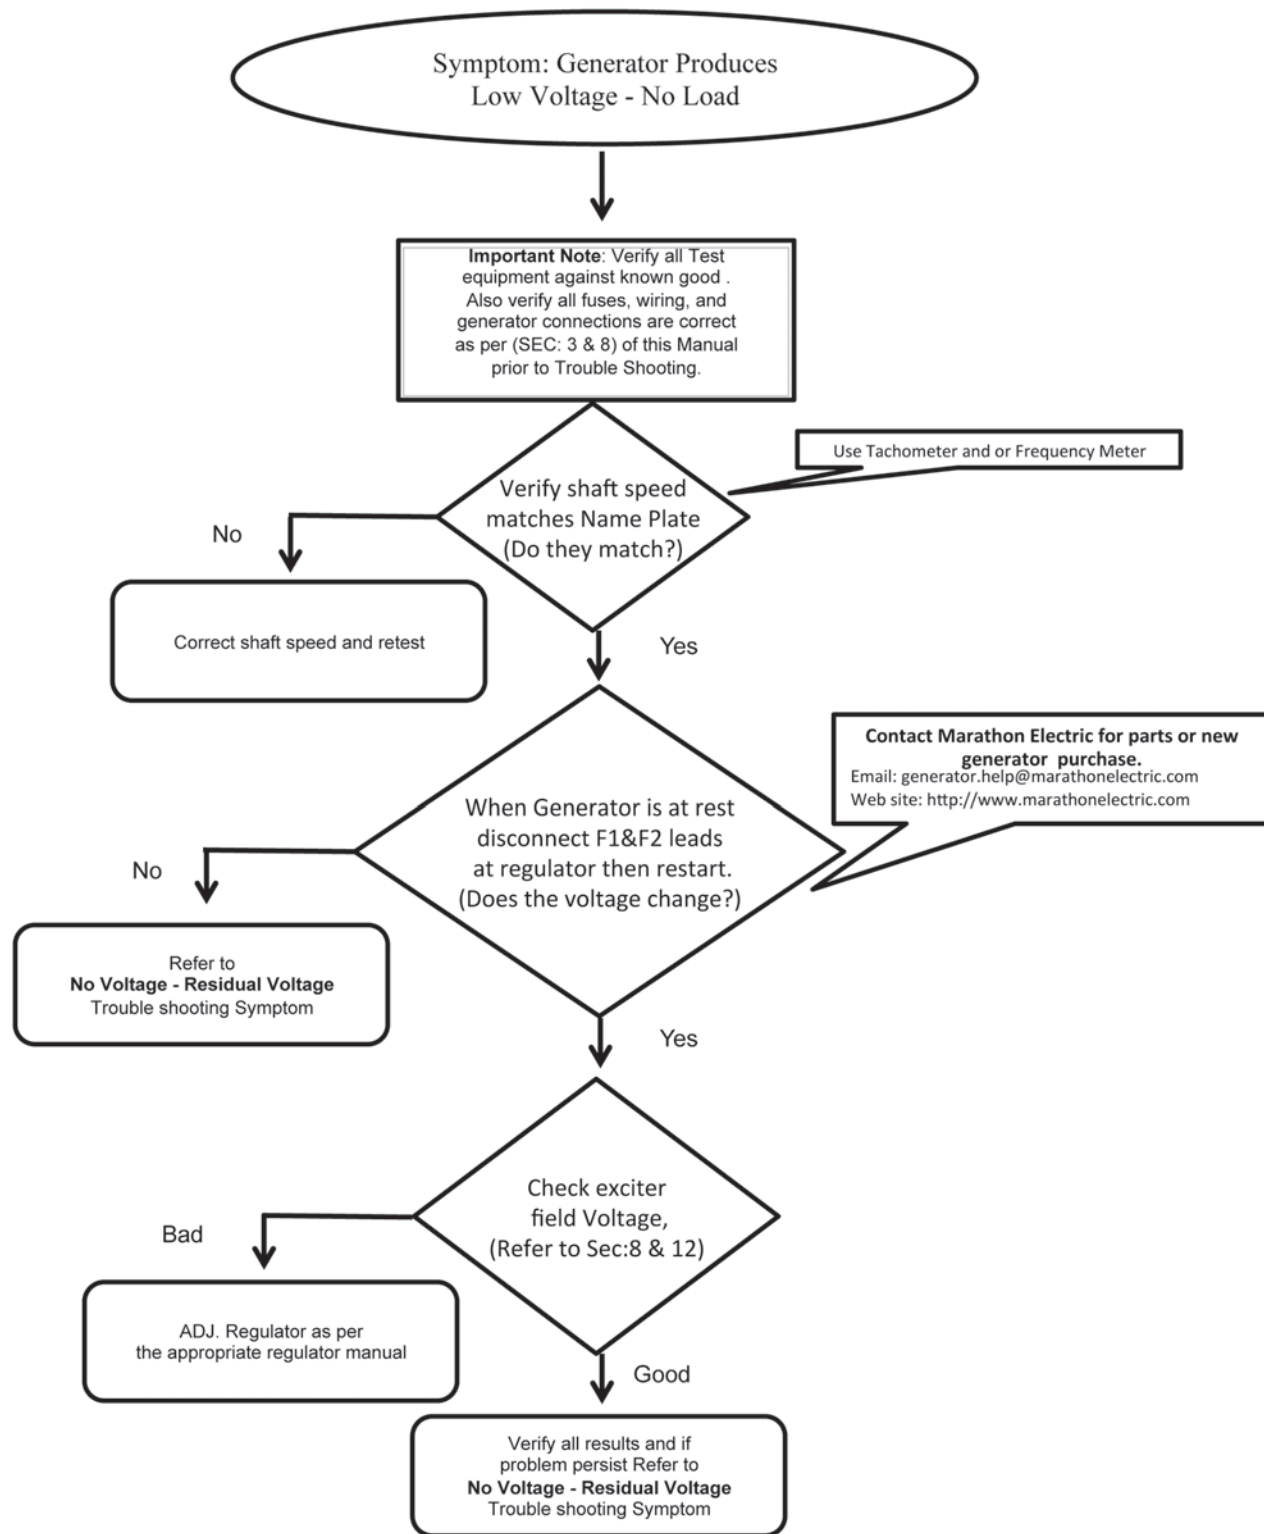 Symptom: Generator Produces
Low Voltage - No Load
Important Note: Verify all Test
equipment against known good .
Also verify all fuses, wiring, and
generator connections are correct
as per (SEC: 3 & 8) of this Manual
prior to Trouble Shooting.
Use Tachometer and or Frequency Meter
Verify shaft speed
matches Name Plate
(Do they match?)
No
Correct shaft speed and retest
Yes
Contact Marathon Electric for parts or new
generator purchase.
Email: generator.help@marathonelectric.com
Web site: http://www.marathonelectric.com
When Generator is at rest
disconnect F1&F2 leads
at regulator then restart.
(Does the voltage change?)
No
Refer to
No Voltage - Residual Voltage
Trouble shooting Symptom
Yes
Check exciter
field Voltage,
(Refer to Sec:8 & 12)
Bad
ADJ. Regulator as per
the appropriate regulator manual
Good
Verify all results and if
problem persist Refer to
No Voltage - Residual Voltage
Trouble shooting Symptom